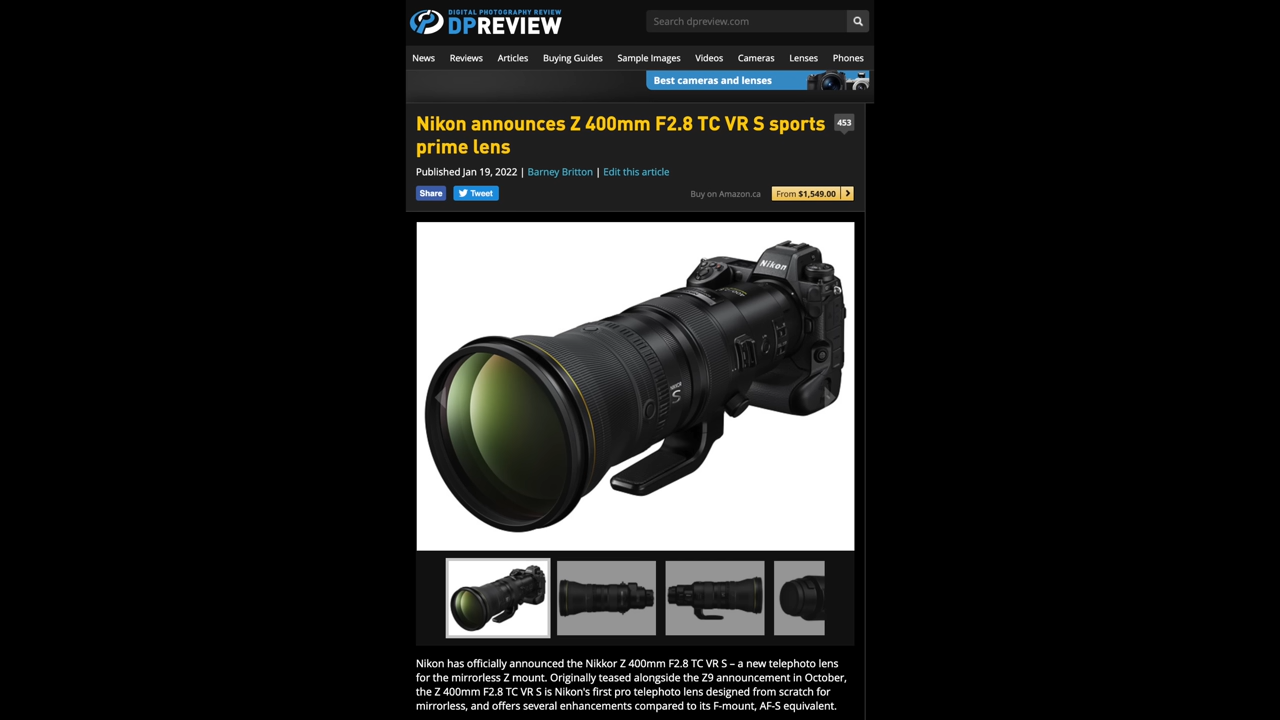 DIGITAL PHOTOGRAPHY REVIEW
DPREVIEW
Search dpreview.com
News Reviews Articles Buying Guides Sample Images Videos Cameras Lenses Phones
Best cameras and lenses
Nikon announces Z 400mm F2.8 TC VR S sports
prime lens
453
Published Jan 19, 2022 | Barney Britton | Edit this article
Share Tweet Buy on Amazon.ca From $1,549.00
Nikon
NIKKOR
S
Nikon has officially announced the Nikkor Z 400mm F2.8 TC VR S – a new telephoto lens
for the mirrorless Z mount. Originally teased alongside the Z9 announcement in October,
the Z 400mm F2.8 TC VR S is Nikon's first pro telephoto lens designed from scratch for
mirrorless, and offers several enhancements compared to its F-mount, AF-S equivalent.